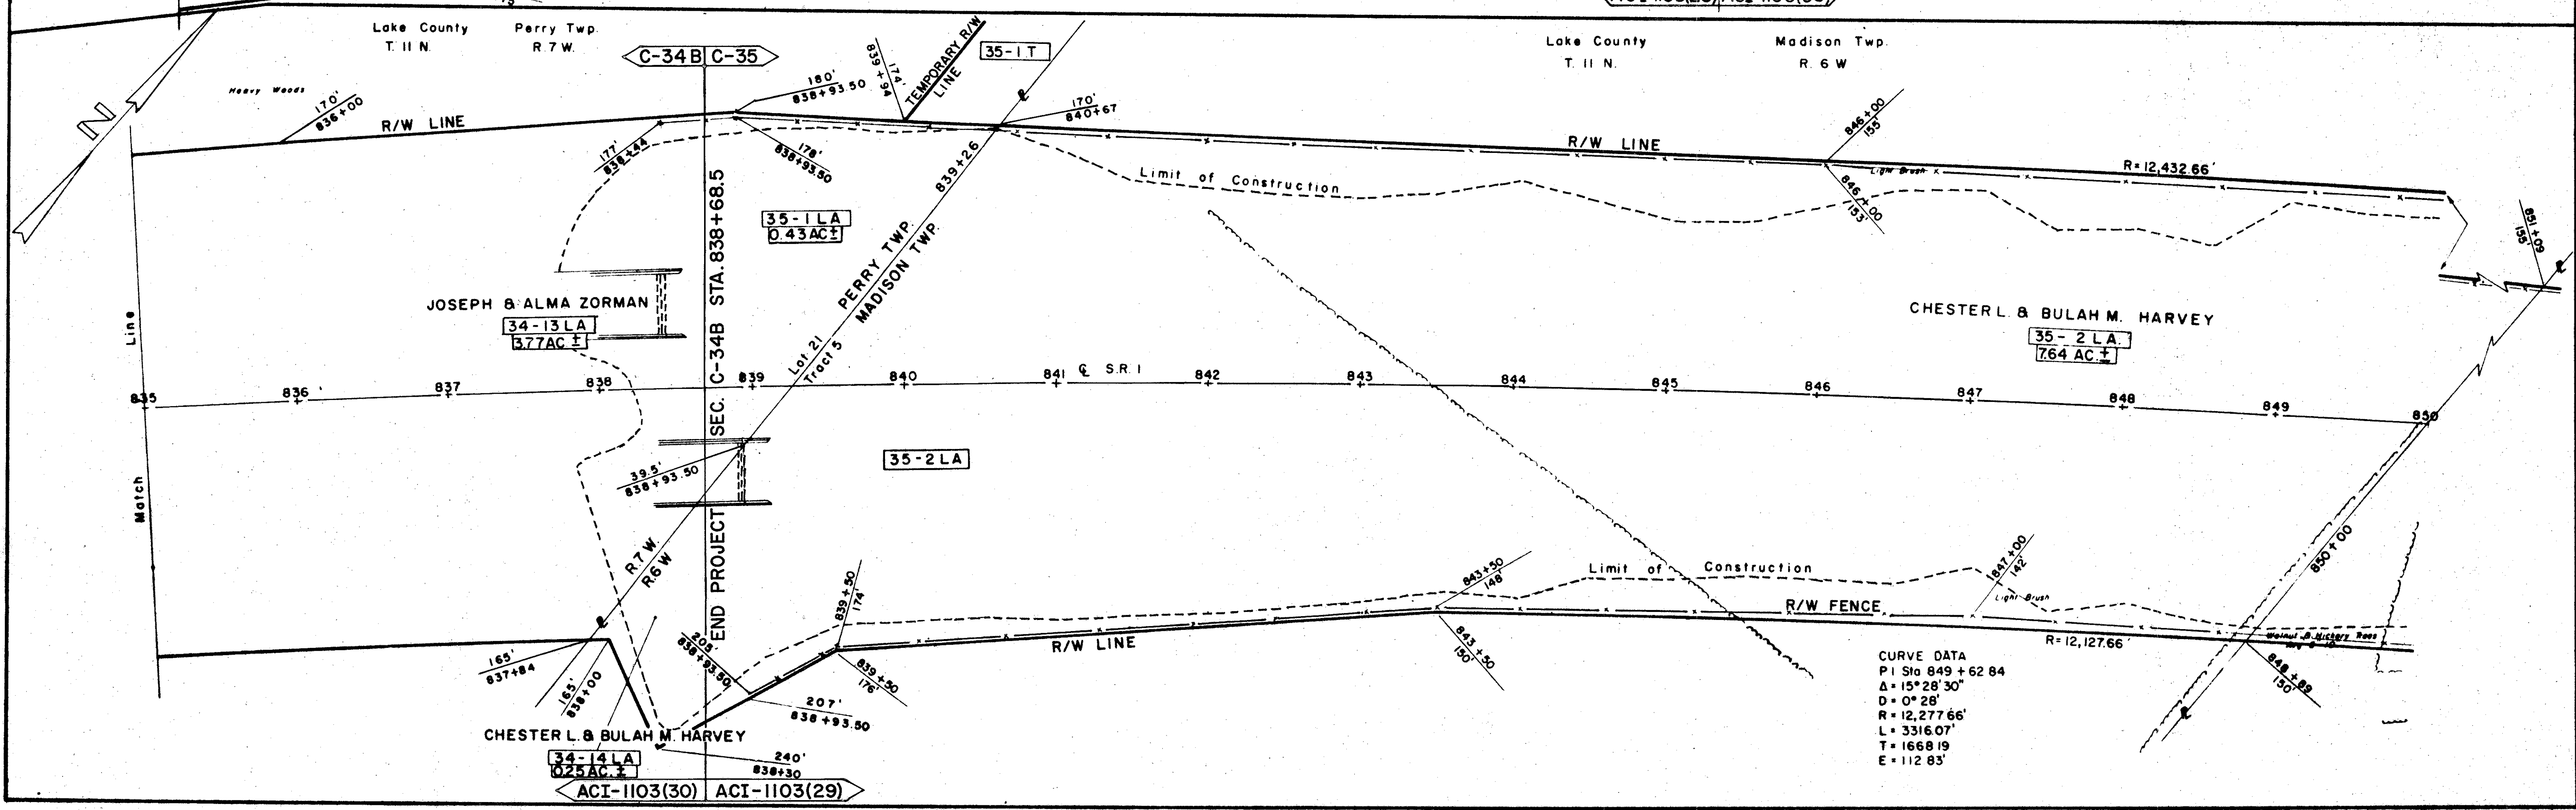 Lake County Perry Twp.
T. 11 N. R. 7 W.
C-34B C-35
Lake County Madison Twp.
T. 11 N. R. 6 W
N
Heavy Woods
170'
836+00
R/W LINE
180'
838+93.50
174'
839+94
TEMPORARY R/W
LINE
35-1 T
170'
840+67
177'
838+44
178'
838+93.50
839+26
R/W LINE
846+00
155'
Light Brush
846+00
153'
R=12,432.66'
851+09
155'
Limit of Construction
35-1 LA
0.43 AC ±
PERRY TWP.
MADISON TWP.
Lot 21
Tract 5
JOSEPH & ALMA ZORMAN
34-13 LA
3.77 AC ±
END PROJECT SEC. C-34B STA. 838+68.5
CHESTER L. & BULAH M. HARVEY
35-2 LA.
7.64 AC. ±
Match Line
835 836 837 838 839 840 841 ℄ S.R. 1 842 843 844 845 846 847 848 849 850
39.5'
838+93.50
35-2 LA
R.7 W.
R.6 W
850+00
165'
837+84
165'
838+00
205'
838+93.50
839+50
174'
839+50
176'
207'
838+93.50
R/W LINE
843+50
148'
843+50
150'
Limit of Construction
847+00
142'
Light Brush
R/W FENCE
R=12,127.66'
Walnut & Hickory Trees
848+89
150'
CHESTER L. & BULAH M. HARVEY
34-14 LA
0.25 AC. ±
240'
838+30
ACI-1103(30) ACI-1103(29)
CURVE DATA
P I Sta 849+62 84
Δ = 15° 28' 30"
D = 0° 28'
R = 12,277 66'
L = 3316.07'
T = 1668 19
E = 112 83'